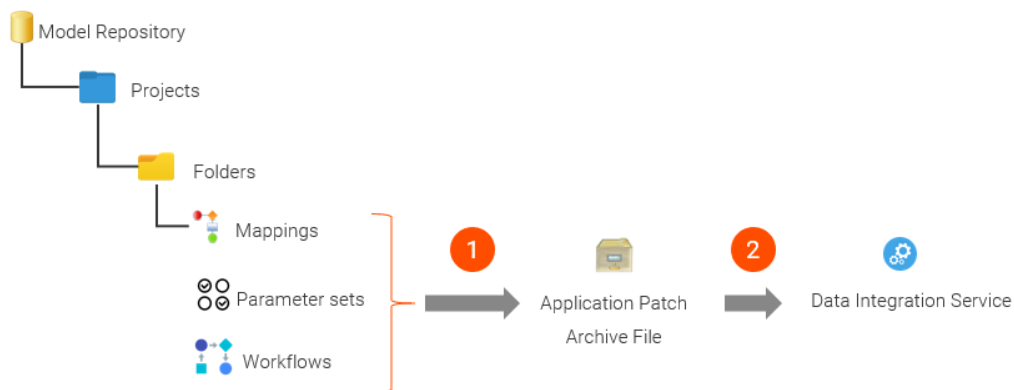 Model Repository
Projects
Folders
Mappings
Parameter sets
Workflows
1
Application Patch
Archive File
2
Data Integration Service